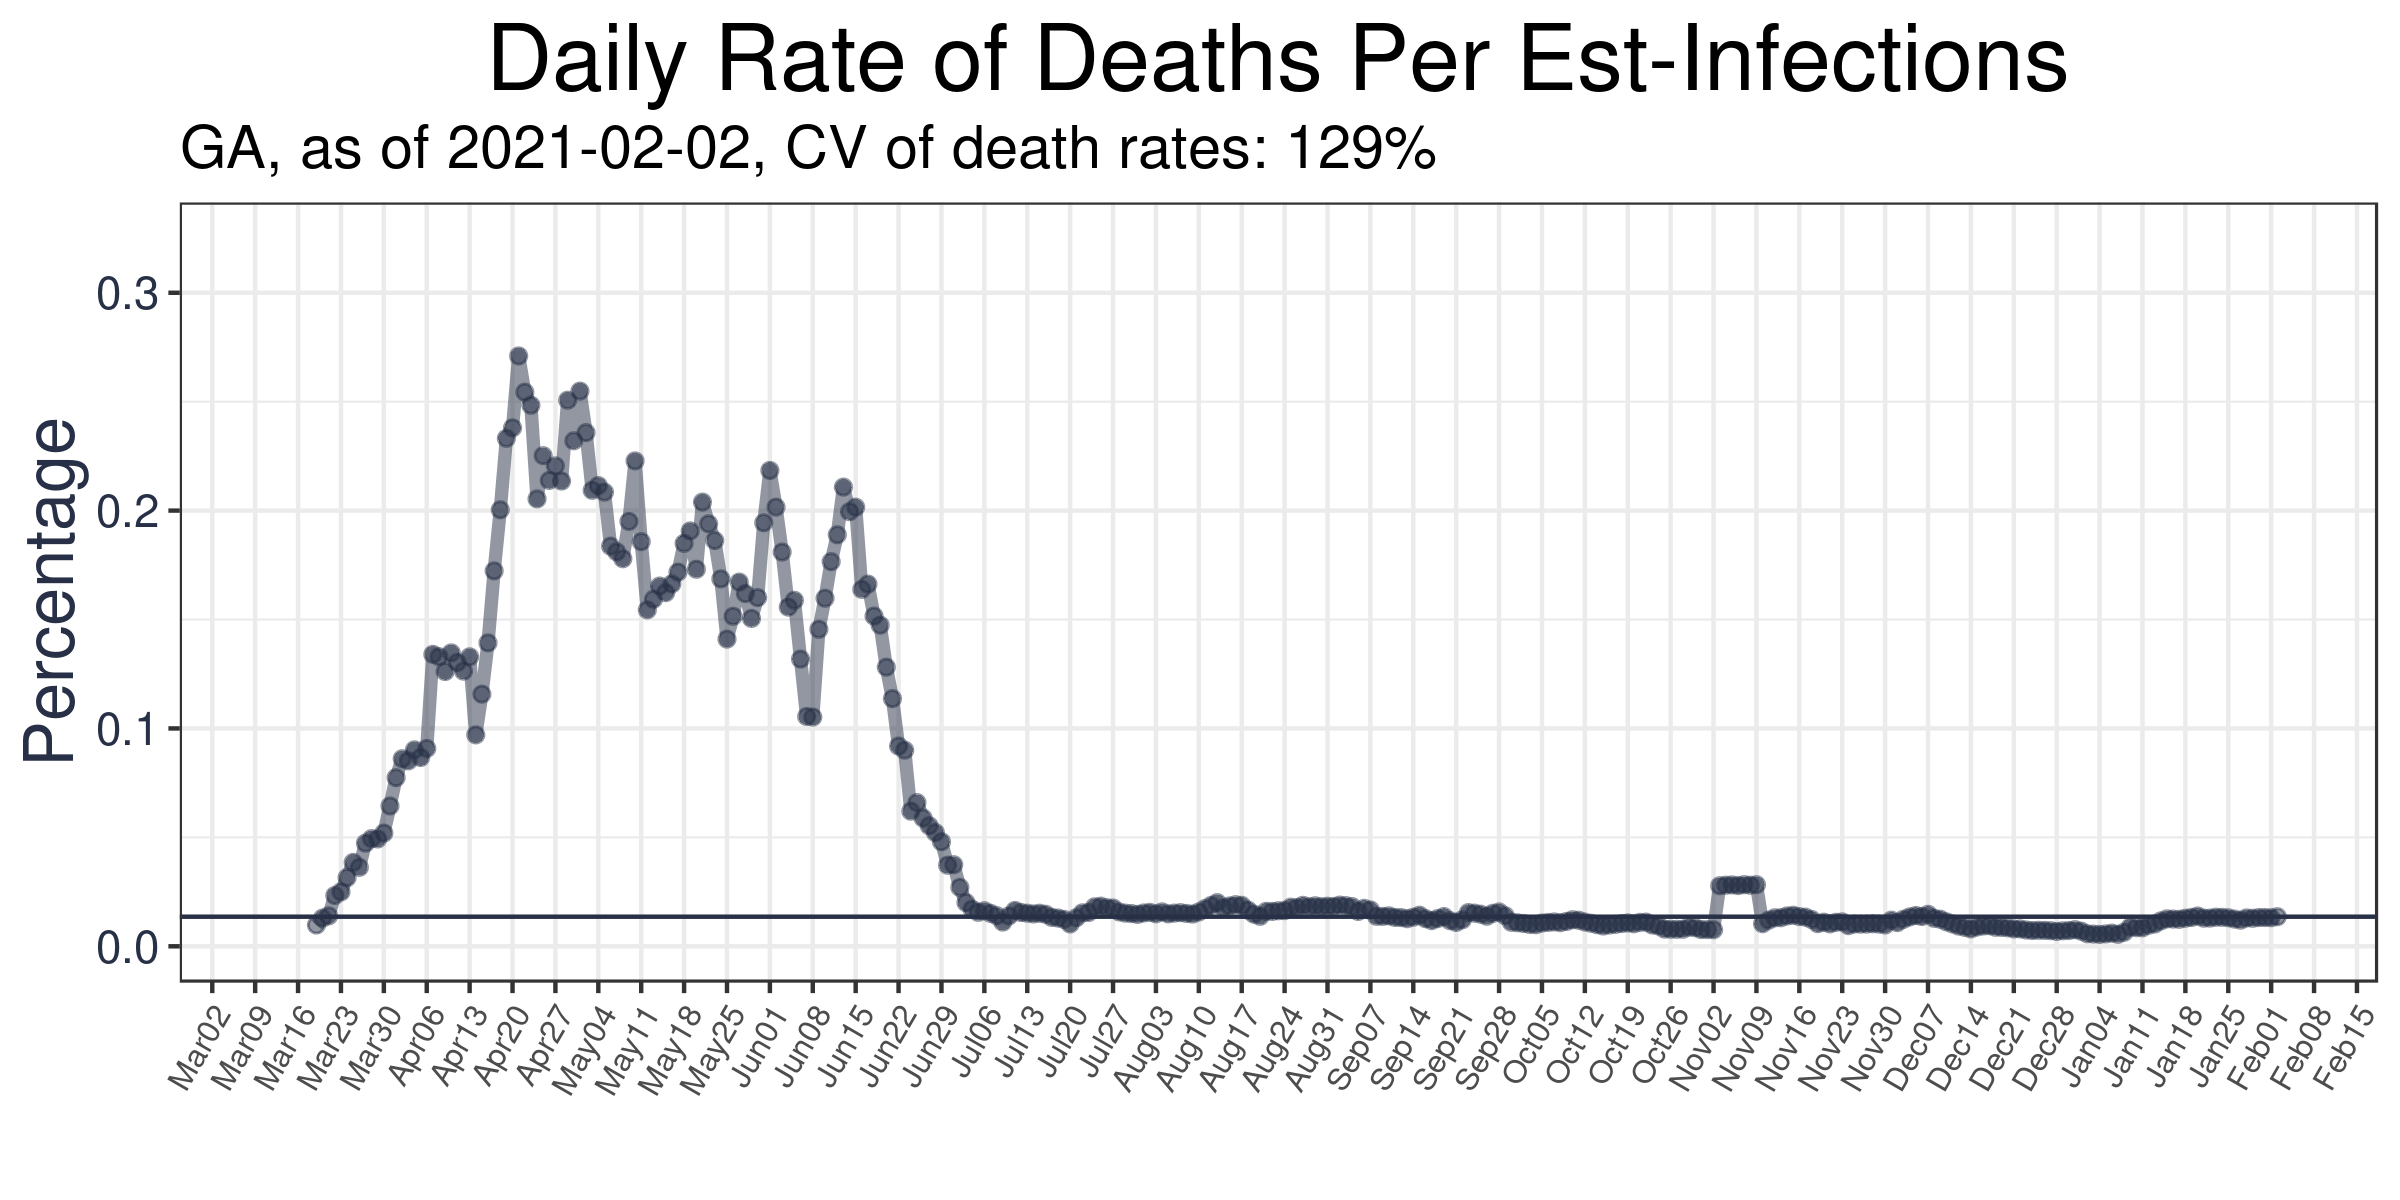 Daily Rate of Deaths Per Est-Infections
GA, as of 2021-02-02, CV of death rates: 129%
Percentage
0.3
0.2
0.1
0.0
Mar02
Mar09
Mar16
Mar23
Mar30
Apr06
Apr13
Apr20
Apr27
May04
May11
May18
May25
Jun01
Jun08
Jun15
Jun22
Jun29
Jul06
Jul13
Jul20
Jul27
Aug03
Aug10
Aug17
Aug24
Aug31
Sep07
Sep14
Sep21
Sep28
Oct05
Oct12
Oct19
Oct26
Nov02
Nov09
Nov16
Nov23
Nov30
Dec07
Dec14
Dec21
Dec28
Jan04
Jan11
Jan18
Jan25
Feb01
Feb08
Feb15